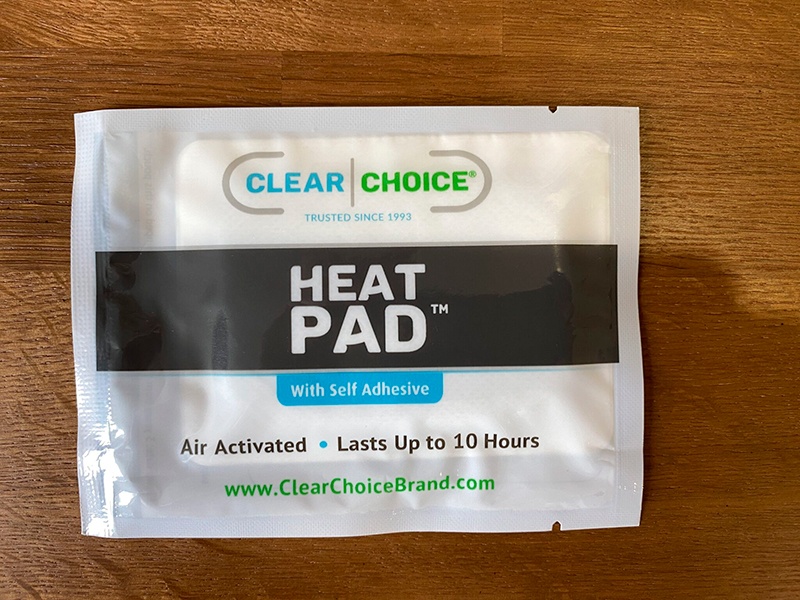 CLEAR CHOICE®
TRUSTED SINCE 1993
HEAT
PAD™
With Self Adhesive
Air Activated • Lasts Up to 10 Hours
www.ClearChoiceBrand.com